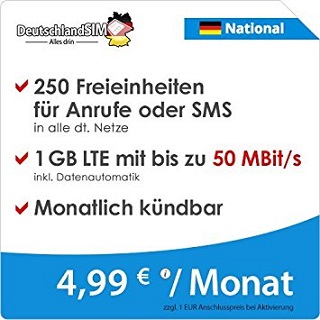 DeutschlandSIM
Alles drin
National
250 Freieinheiten
für Anrufe oder SMS
in alle dt. Netze
1 GB LTE mit bis zu 50 MBit/s
inkl. Datenautomatik
Monatlich kündbar
4,99 € /Monat
zzgl. 1 EUR Anschlusspreis bei Aktivierung